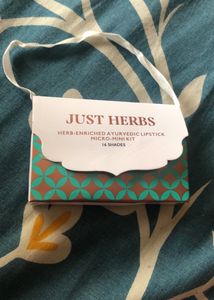 JUST HERBS
HERB-ENRICHED AYURVEDIC LIPSTICK
MICRO-MINI KIT
16 SHADES